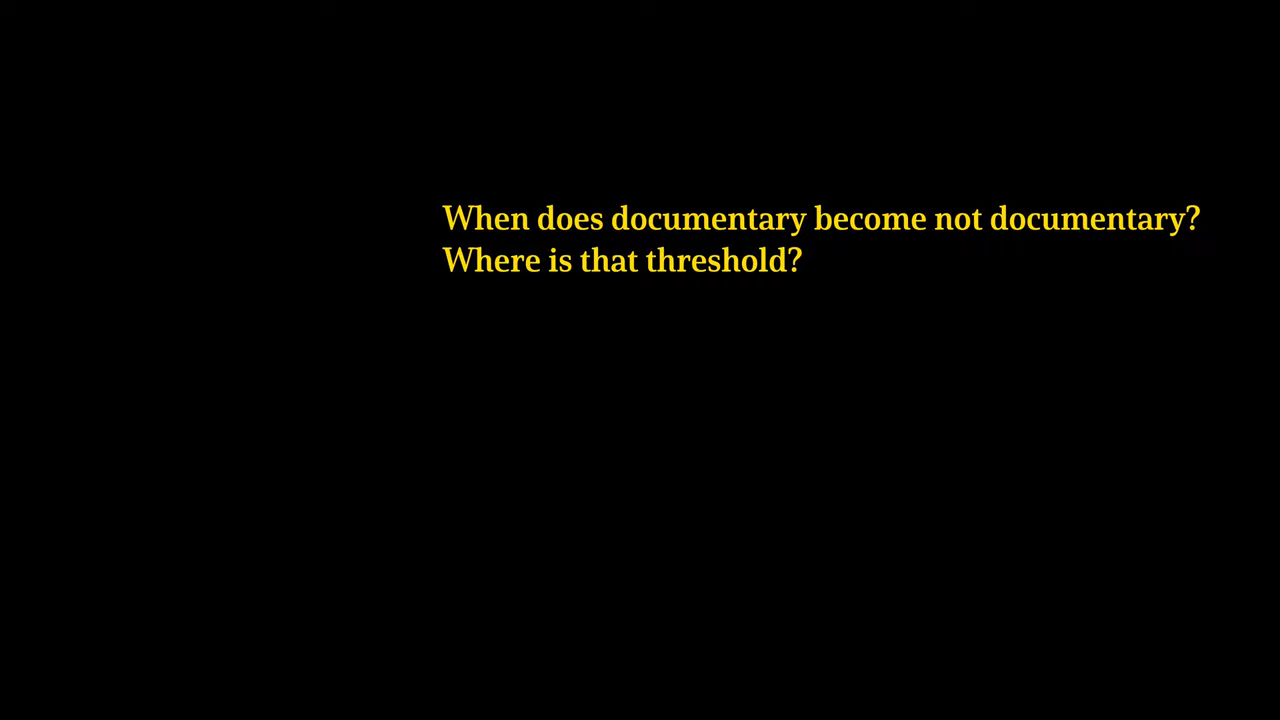 When does documentary become not documentary?
Where is that threshold?